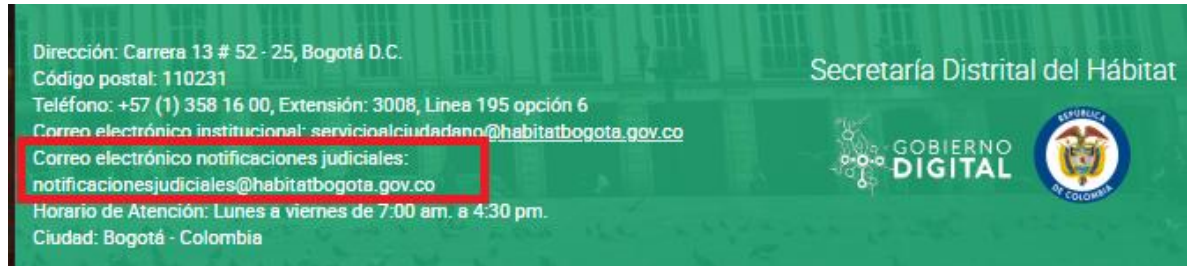 Dirección: Carrera 13 # 52 - 25, Bogotá D.C.
Código postal: 110231
Teléfono: +57 (1) 358 16 00, Extensión: 3008, Linea 195 opción 6
Correo electrónico institucional: servicioalciudadano@habitatbogota.gov.co
Correo electrónico notificaciones judiciales:
notificacionesjudiciales@habitatbogota.gov.co
Horario de Atención: Lunes a viernes de 7:00 am. a 4:30 pm.
Ciudad: Bogotá - Colombia
Secretaría Distrital del Hábitat
GOBIERNO
DIGITAL
REPÚBLICA
DE COLOMBIA